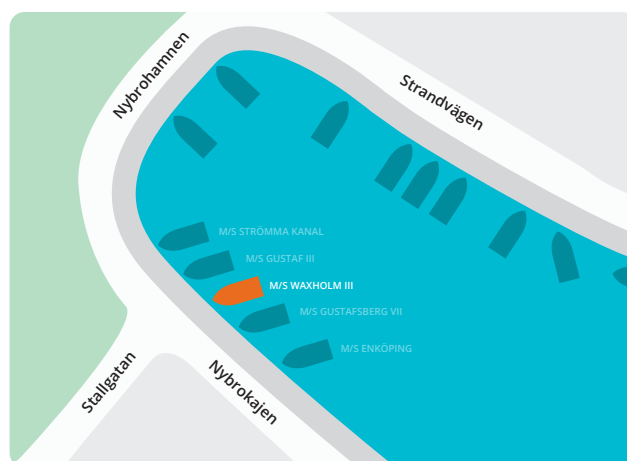 Nybrohamnen
Strandvägen
M/S STRÖMMA KANAL
M/S GUSTAF III
M/S WAXHOLM III
M/S GUSTAFSBERG VII
M/S ENKÖPING
Stallgatan
Nybrokajen